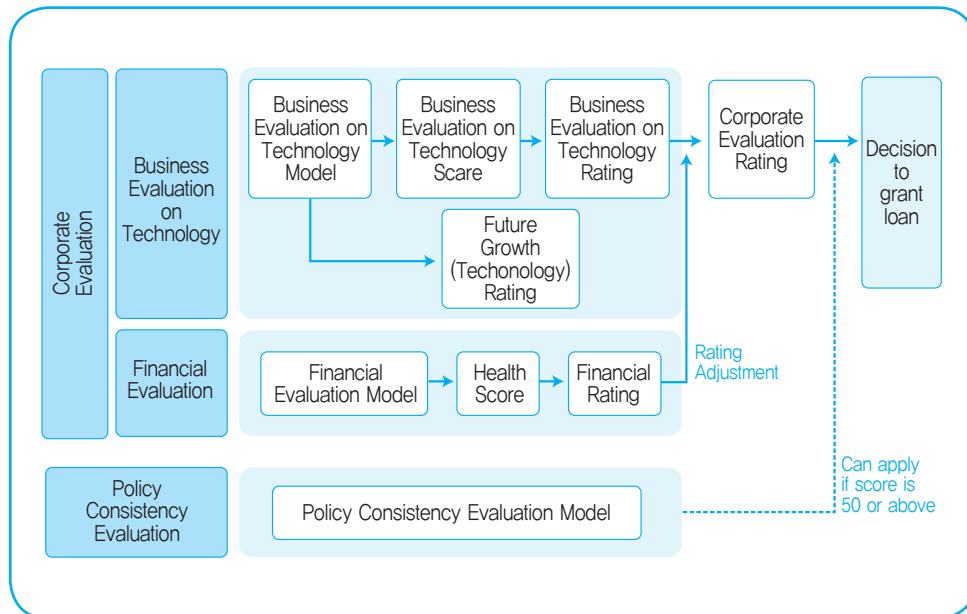 Corporate
Evaluation
Business
Evaluation
on
Technology
Business
Evaluation on
Technology
Model
Business
Evaluation on
Technology
Scare
Business
Evaluation on
Technology
Rating
Corporate
Evaluation
Rating
Decision
to
grant
loan
Future
Growth
(Techonology)
Rating
Financial
Evaluation
Financial
Evaluation Model
Health
Score
Financial
Rating
Rating
Adjustment
Policy
Consistency
Evaluation
Policy Consistency Evaluation Model
Can apply
if score is
50 or above